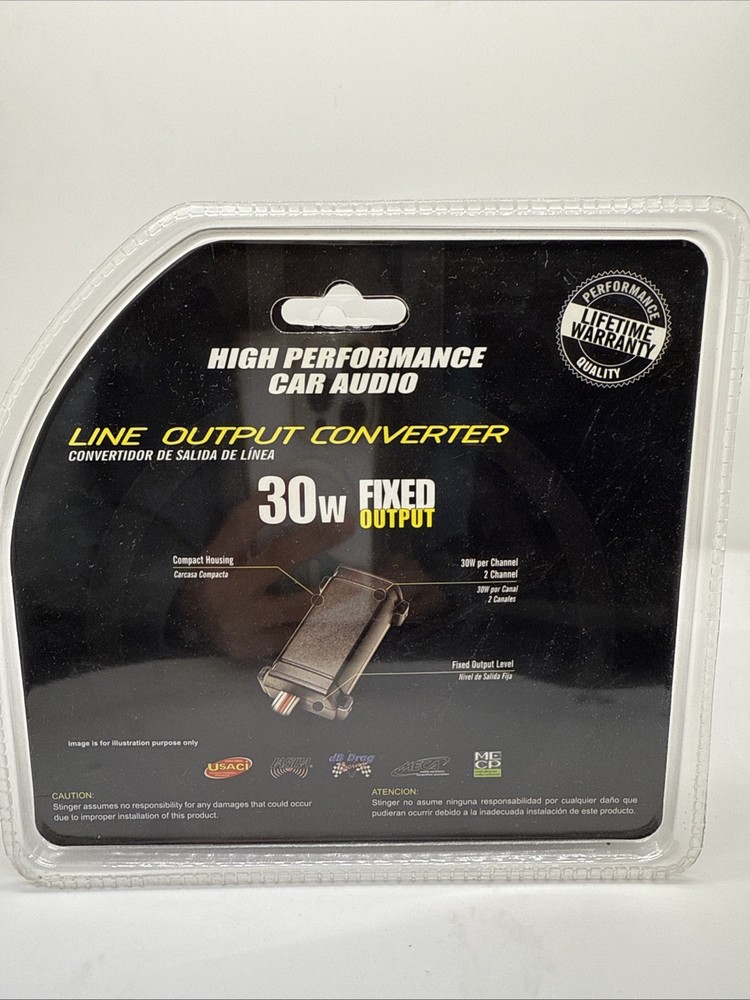 PERFORMANCE
LIFETIME
WARRANTY
QUALITY
HIGH PERFORMANCE
CAR AUDIO
LINE OUTPUT CONVERTER
CONVERTIDOR DE SALIDA DE LÍNEA
30W FIXED
OUTPUT
Compact Housing
Carcasa Compacta
30W per Channel
2 Channel
30W por Canal
2 Canales
Fixed Output Level
Nivel de Salida Fija
Image is for illustration purpose only
USACi
dB Drag
MECA
ME
CP
CAUTION:
Stinger assumes no responsibility for any damages that could occur
due to improper installation of this product.
ATENCION:
Stinger no asume ninguna responsabilidad por cualquier daño que
pudieran ocurrir debido a la inadecuada instalación de este producto.